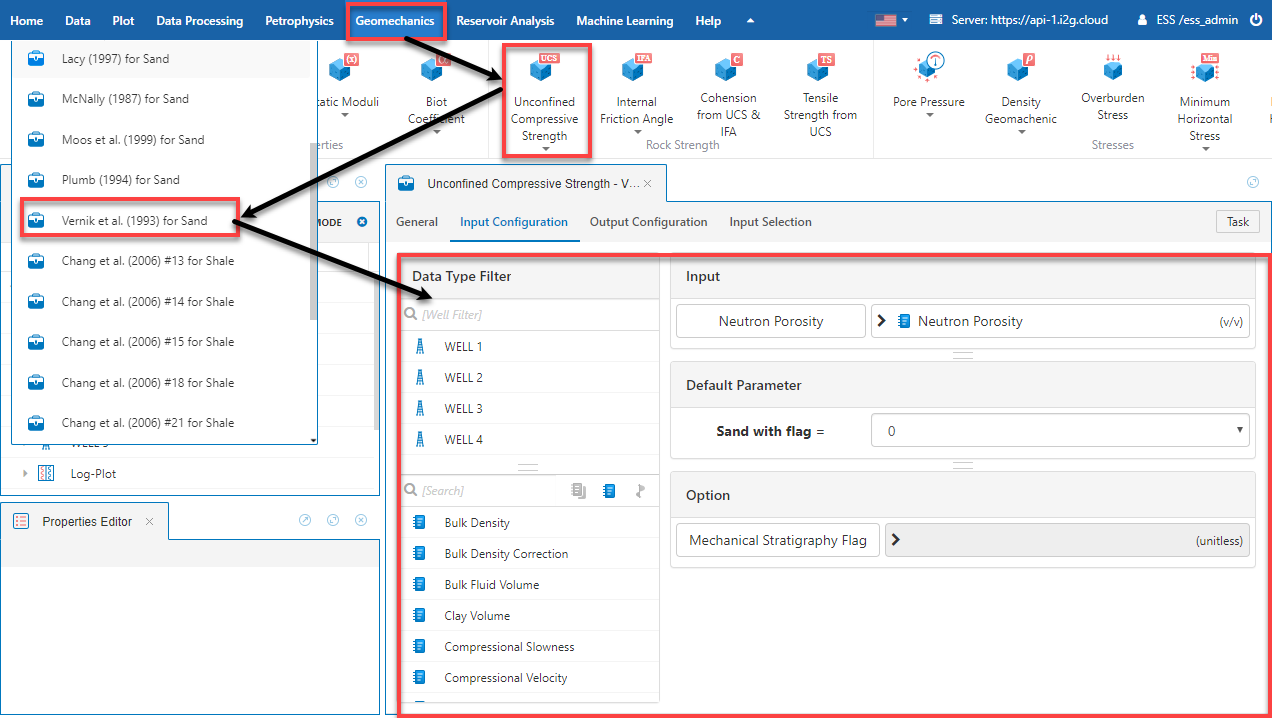 Home Data Plot Data Processing Petrophysics Geomechanics Reservoir Analysis Machine Learning Help Server: https://api-1.i2g.cloud ESS /ess_admin
Lacy (1997) for Sand
McNally (1987) for Sand
Moos et al. (1999) for Sand
Plumb (1994) for Sand
Vernik et al. (1993) for Sand
Chang et al. (2006) #13 for Shale
Chang et al. (2006) #14 for Shale
Chang et al. (2006) #15 for Shale
Chang et al. (2006) #18 for Shale
Chang et al. (2006) #21 for Shale
(x)
tatic Moduli
α
Biot
Coefficient
erties
UCS
Unconfined
Compressive
Strength
IFA
Internal
Friction Angle
C
Cohension
from UCS &
IFA
TS
Tensile
Strength from
UCS
Rock Strength
Pore Pressure
ρ
Density
Geomachenic
Overburden
Stress
Min
Minimum
Horizontal
Stress
Stresses
MODE
Log-Plot
Properties Editor
Unconfined Compressive Strength - V...
General Input Configuration Output Configuration Input Selection Task
Data Type Filter
[Well Filter]
WELL 1
WELL 2
WELL 3
WELL 4
[Search]
Bulk Density
Bulk Density Correction
Bulk Fluid Volume
Clay Volume
Compressional Slowness
Compressional Velocity
Input
Neutron Porosity Neutron Porosity (v/v)
Default Parameter
Sand with flag = 0
Option
Mechanical Stratigraphy Flag (unitless)